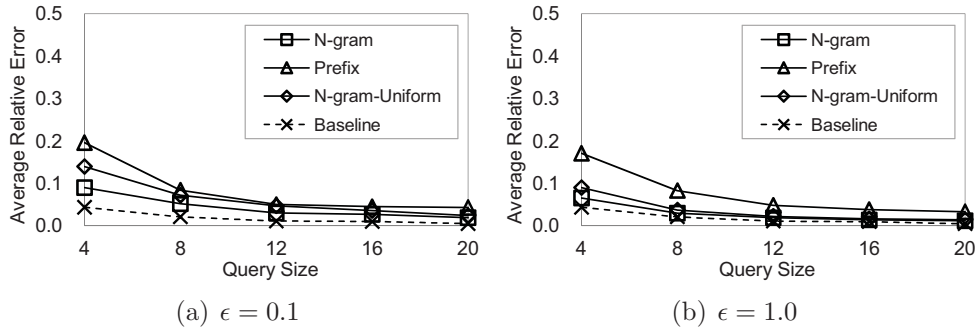 0.5
0.4
0.3
0.2
0.1
0.0
Average Relative Error
N-gram
Prefix
N-gram-Uniform
Baseline
4 8 12 16 20
Query Size
(a) ϵ = 0.1
0.5
0.4
0.3
0.2
0.1
0.0
Average Relative Error
N-gram
Prefix
N-gram-Uniform
Baseline
4 8 12 16 20
Query Size
(b) ϵ = 1.0